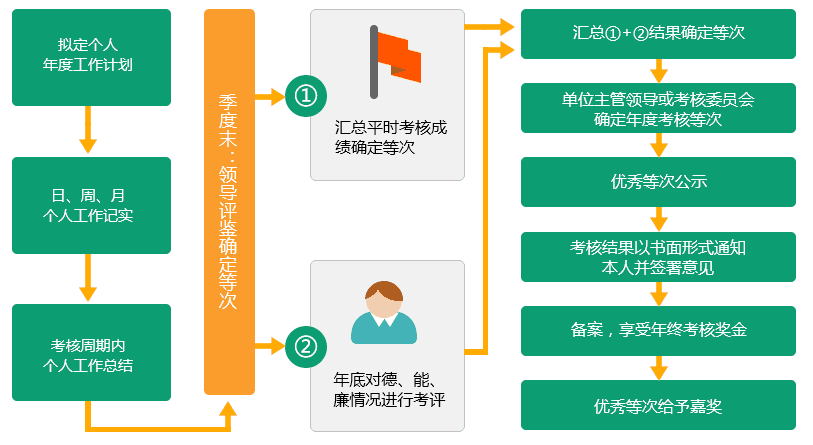 拟定个人
年度工作计划
日、周、月
个人工作记实
考核周期内
个人工作总结
季度末：领导评鉴确定等次
①
汇总平时考核成
绩确定等次
②
年底对德、能、
廉情况进行考评
汇总①+②结果确定等次
单位主管领导或考核委员会
确定年度考核等次
优秀等次公示
考核结果以书面形式通知
本人并签署意见
备案，享受年终考核奖金
优秀等次给予嘉奖